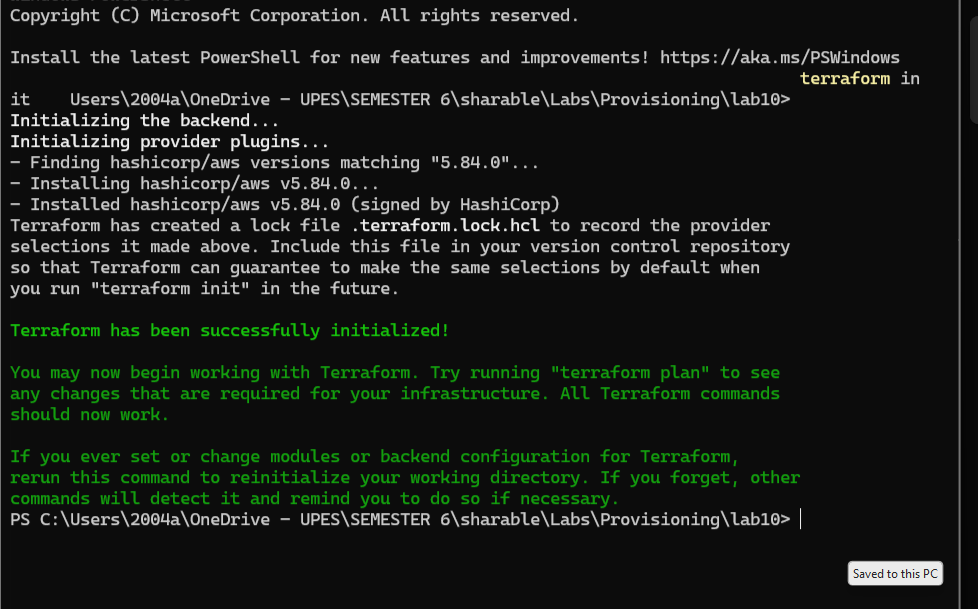 Copyright (C) Microsoft Corporation. All rights reserved.
Install the latest PowerShell for new features and improvements! https://aka.ms/PSWindows
terraform in
it    Users\2004a\OneDrive - UPES\SEMESTER 6\sharable\Labs\Provisioning\lab10>
Initializing the backend...
Initializing provider plugins...
- Finding hashicorp/aws versions matching "5.84.0"...
- Installing hashicorp/aws v5.84.0...
- Installed hashicorp/aws v5.84.0 (signed by HashiCorp)
Terraform has created a lock file .terraform.lock.hcl to record the provider
selections it made above. Include this file in your version control repository
so that Terraform can guarantee to make the same selections by default when
you run "terraform init" in the future.
Terraform has been successfully initialized!
You may now begin working with Terraform. Try running "terraform plan" to see
any changes that are required for your infrastructure. All Terraform commands
should now work.
If you ever set or change modules or backend configuration for Terraform,
rerun this command to reinitialize your working directory. If you forget, other
commands will detect it and remind you to do so if necessary.
PS C:\Users\2004a\OneDrive - UPES\SEMESTER 6\sharable\Labs\Provisioning\lab10>
Saved to this PC